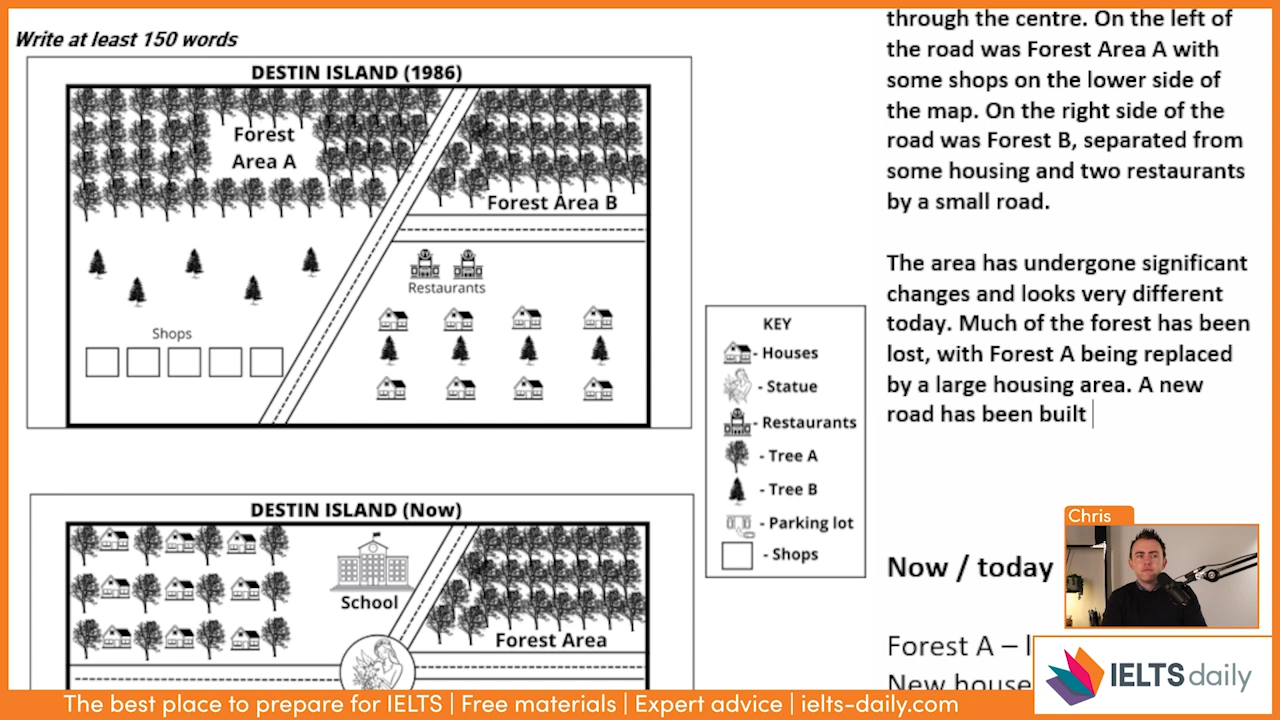 Write at least 150 words
DESTIN ISLAND (1986)
Forest
Area A
Forest Area B
Restaurants
Shops
KEY
- Houses
- Statue
- Restaurants
- Tree A
- Tree B
- Parking lot
- Shops
DESTIN ISLAND (Now)
School
Forest Area
through the centre. On the left of
the road was Forest Area A with
some shops on the lower side of
the map. On the right side of the
road was Forest B, separated from
some housing and two restaurants
by a small road.
The area has undergone significant
changes and looks very different
today. Much of the forest has been
lost, with Forest A being replaced
by a large housing area. A new
road has been built
Now / today
Forest A –
New house
Chris
IELTS daily
The best place to prepare for IELTS | Free materials | Expert advice | ielts-daily.com